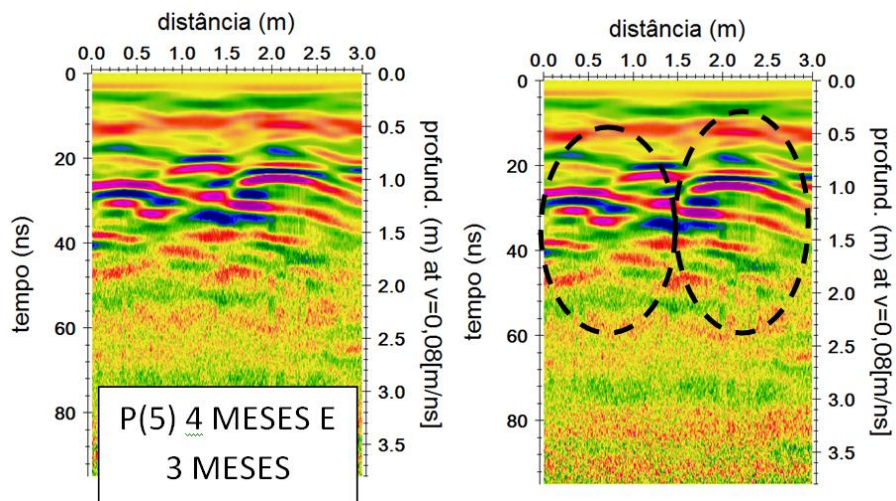 distância (m)
0.0 0.5 1.0 1.5 2.0 2.5 3.0
0
20
40
60
80
tempo (ns)
0.0
0.5
1.0
1.5
2.0
2.5
3.0
3.5
profund. (m) at v=0,08[m/ns]
P(5) 4 MESES E
3 MESES
distância (m)
0.0 0.5 1.0 1.5 2.0 2.5 3.0
0
20
40
60
80
tempo (ns)
0.0
0.5
1.0
1.5
2.0
2.5
3.0
3.5
profund. (m) at v=0,08[m/ns]